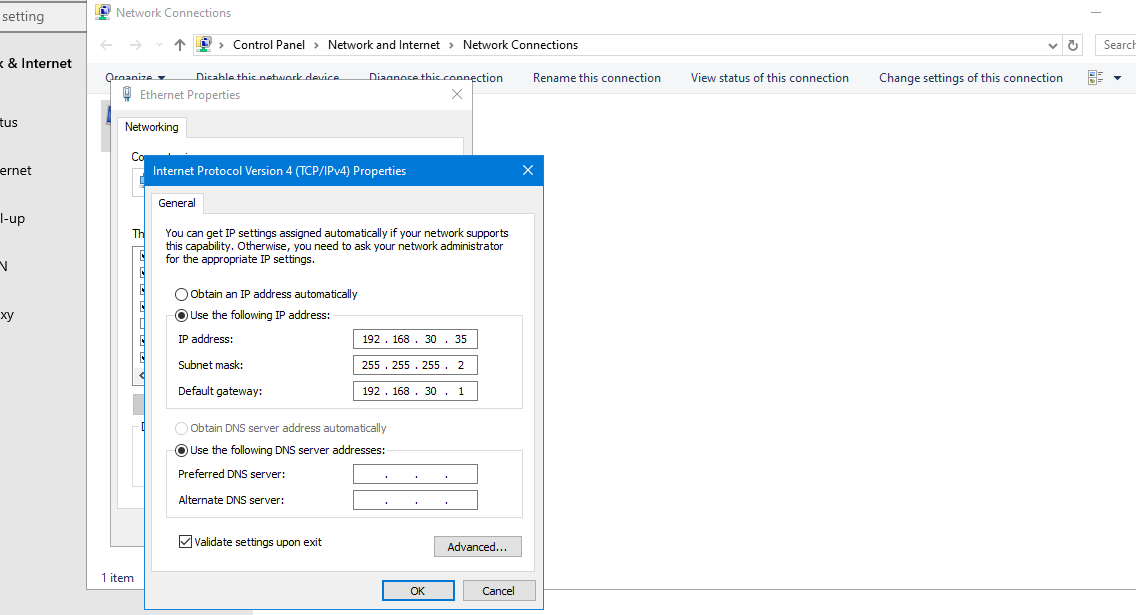 setting
Network Connections
Control Panel > Network and Internet > Network Connections
Search
k & Internet
Organize
Disable this network device
Diagnose this connection
Rename this connection
View status of this connection
Change settings of this connection
Ethernet Properties
tus
Networking
ernet
Internet Protocol Version 4 (TCP/IPv4) Properties
General
l-up
Th
You can get IP settings assigned automatically if your network supports
this capability. Otherwise, you need to ask your network administrator
for the appropriate IP settings.
N
Obtain an IP address automatically
xy
Use the following IP address:
IP address:
192 . 168 . 30 . 35
Subnet mask:
255 . 255 . 255 . 2
Default gateway:
192 . 168 . 30 . 1
Obtain DNS server address automatically
Use the following DNS server addresses:
Preferred DNS server:
. . .
Alternate DNS server:
. . .
Validate settings upon exit
Advanced...
1 item
OK
Cancel